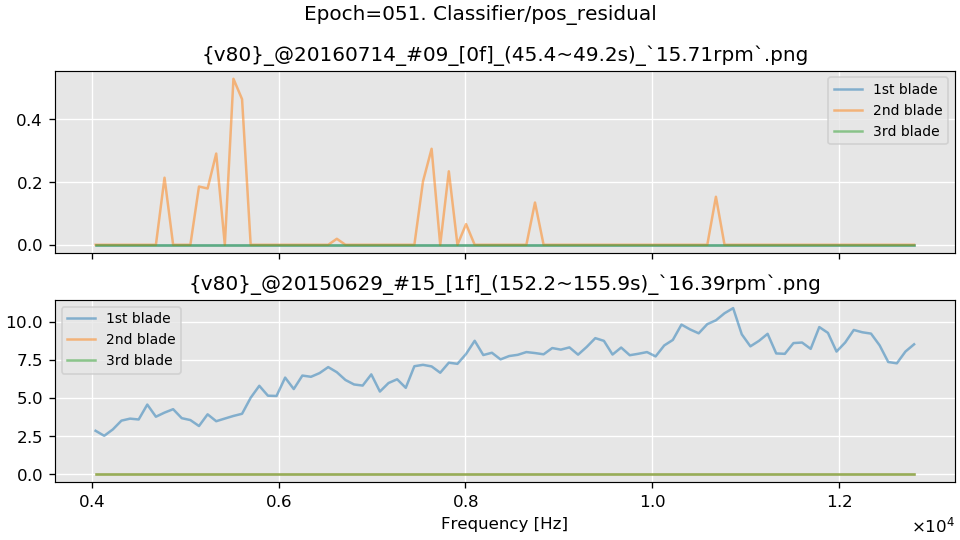 Epoch=051. Classifier/pos_residual
{v80}_@20160714_#09_[0f]_(45.4~49.2s)_`15.71rpm`.png
1st blade
2nd blade
3rd blade
0.4
0.2
0.0
{v80}_@20150629_#15_[1f]_(152.2~155.9s)_`16.39rpm`.png
1st blade
2nd blade
3rd blade
10.0
7.5
5.0
2.5
0.0
0.4 0.6 0.8 1.0 1.2
Frequency [Hz]
×10⁴